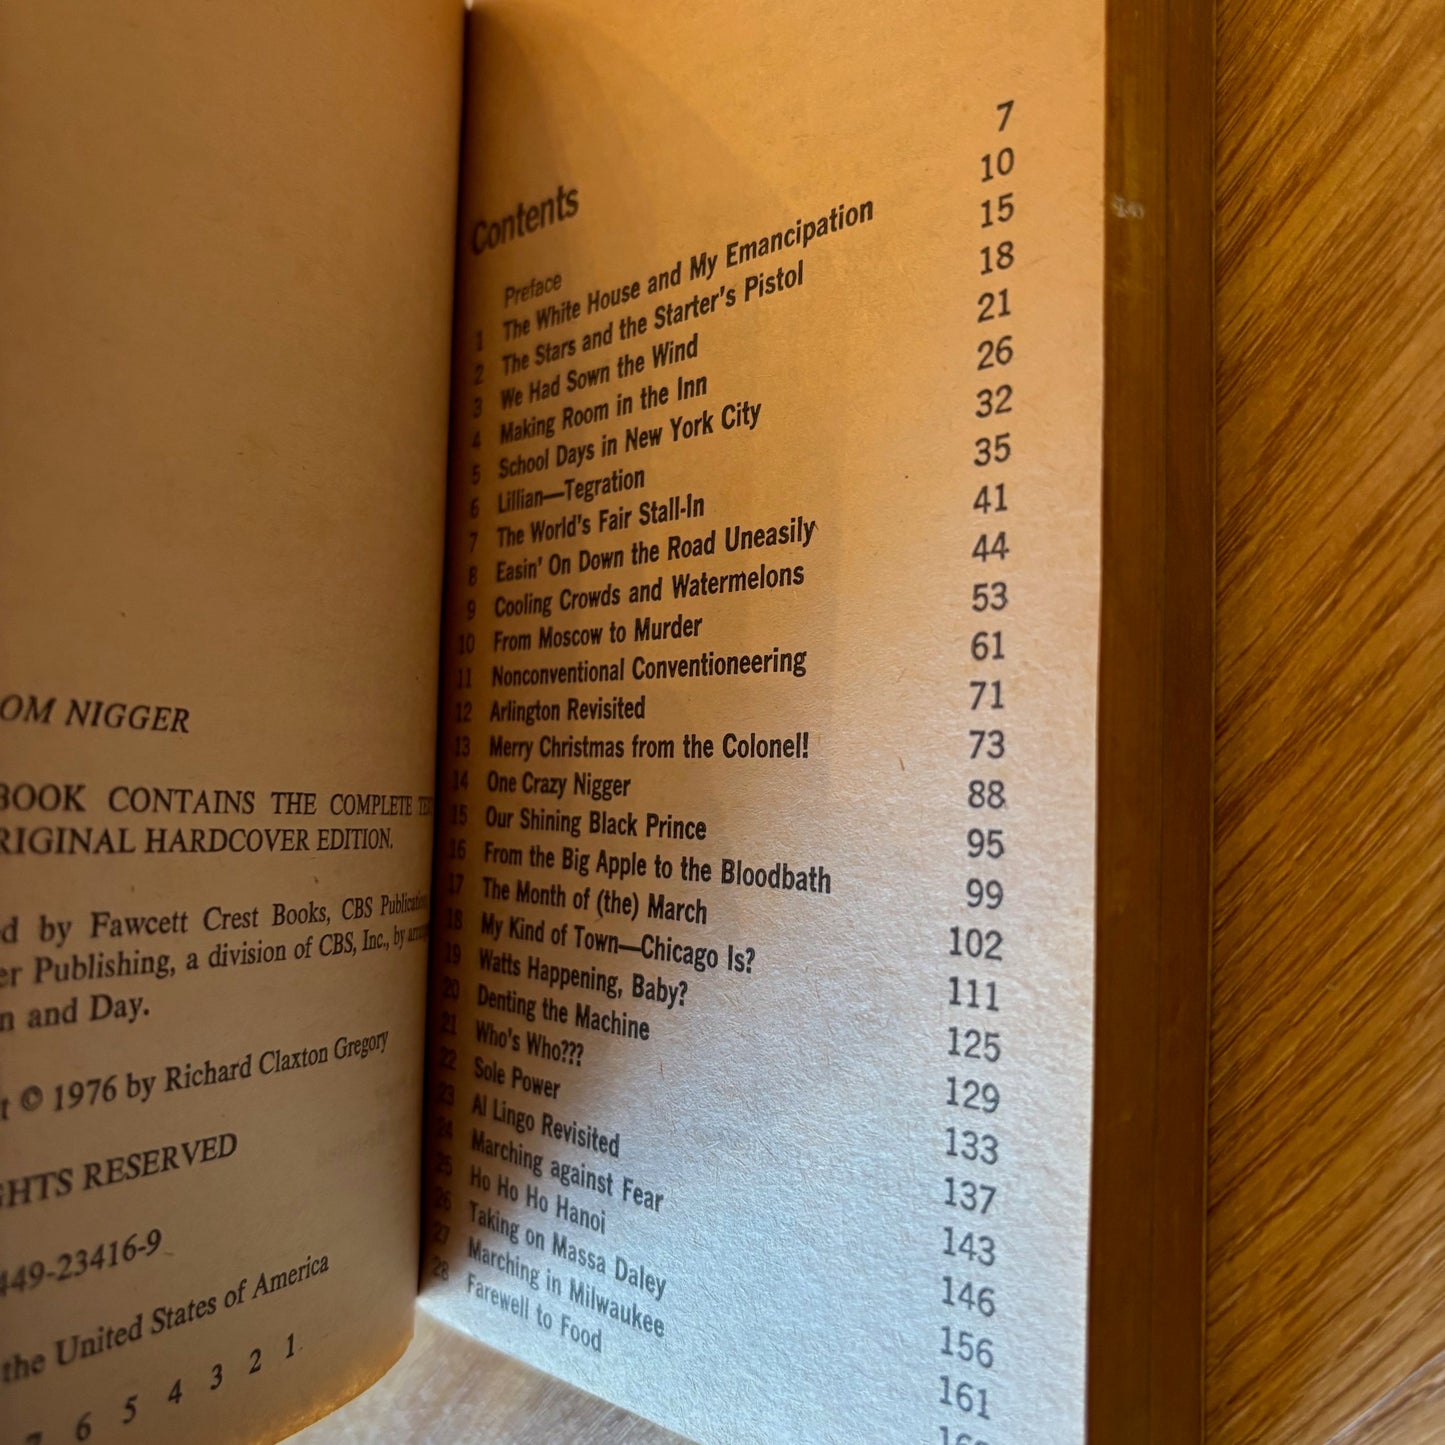 OM NIGGER
BOOK CONTAINS THE COMPLETE TEXT
RIGINAL HARDCOVER EDITION.
d by Fawcett Crest Books, CBS Publications,
er Publishing, a division of CBS, Inc., by
n and Day.
t © 1976 by Richard Claxton Gregory
GHTS RESERVED
449-23416-9
the United States of America
7 6 5 4 3 2 1
Contents
Preface 7
1 The White House and My Emancipation 10
2 The Stars and the Starter's Pistol 15
3 We Had Sown the Wind 18
4 Making Room in the Inn 21
5 School Days in New York City 26
6 Lillian—Tegration 32
7 The World's Fair Stall-In 35
8 Easin' On Down the Road Uneasily 41
9 Cooling Crowds and Watermelons 44
10 From Moscow to Murder 53
11 Nonconventional Conventioneering 61
12 Arlington Revisited 71
13 Merry Christmas from the Colonel! 73
14 One Crazy Nigger 88
15 Our Shining Black Prince 95
16 From the Big Apple to the Bloodbath 99
17 The Month of (the) March 102
18 My Kind of Town—Chicago Is? 111
19 Watts Happening, Baby? 125
20 Denting the Machine 129
21 Who's Who??? 133
22 Sole Power 137
23 Al Lingo Revisited 143
24 Marching against Fear 146
25 Ho Ho Ho Hanoi 156
26 Taking on Massa Daley 161
27 Marching in Milwaukee
28 Farewell to Food